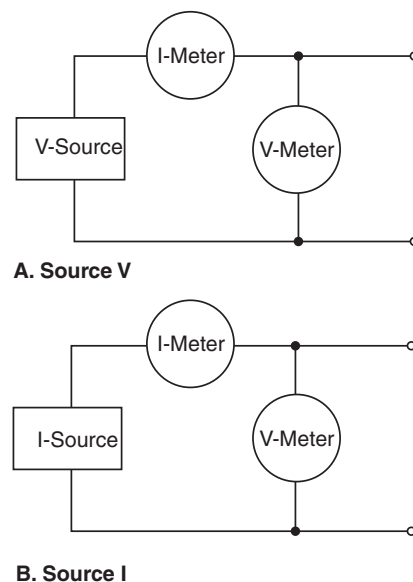 I-Meter
V-Source
V-Meter
A. Source V
I-Meter
I-Source
V-Meter
B. Source I